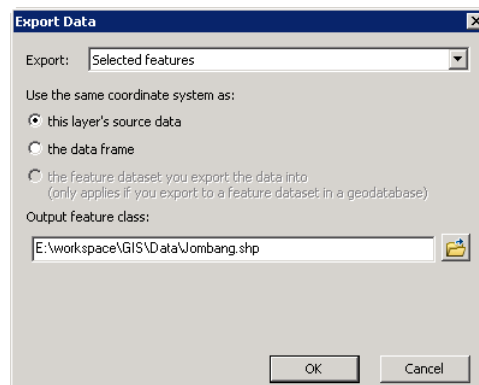 Export Data
Export: Selected features
Use the same coordinate system as:
this layer's source data
the data frame
the feature dataset you export the data into
(only applies if you export to a feature dataset in a geodatabase)
Output feature class:
E:\workspace\GIS\Data\Jombang.shp
OK Cancel